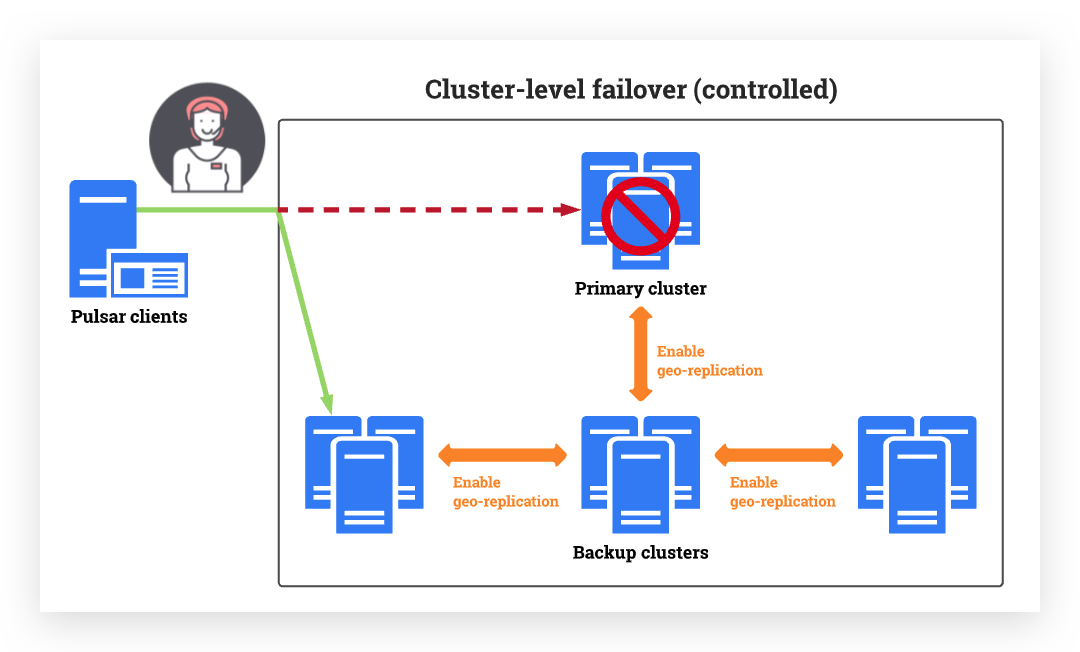 Cluster-level failover (controlled)
Pulsar clients
Primary cluster
Enable
geo-replication
Enable
geo-replication
Enable
geo-replication
Backup clusters